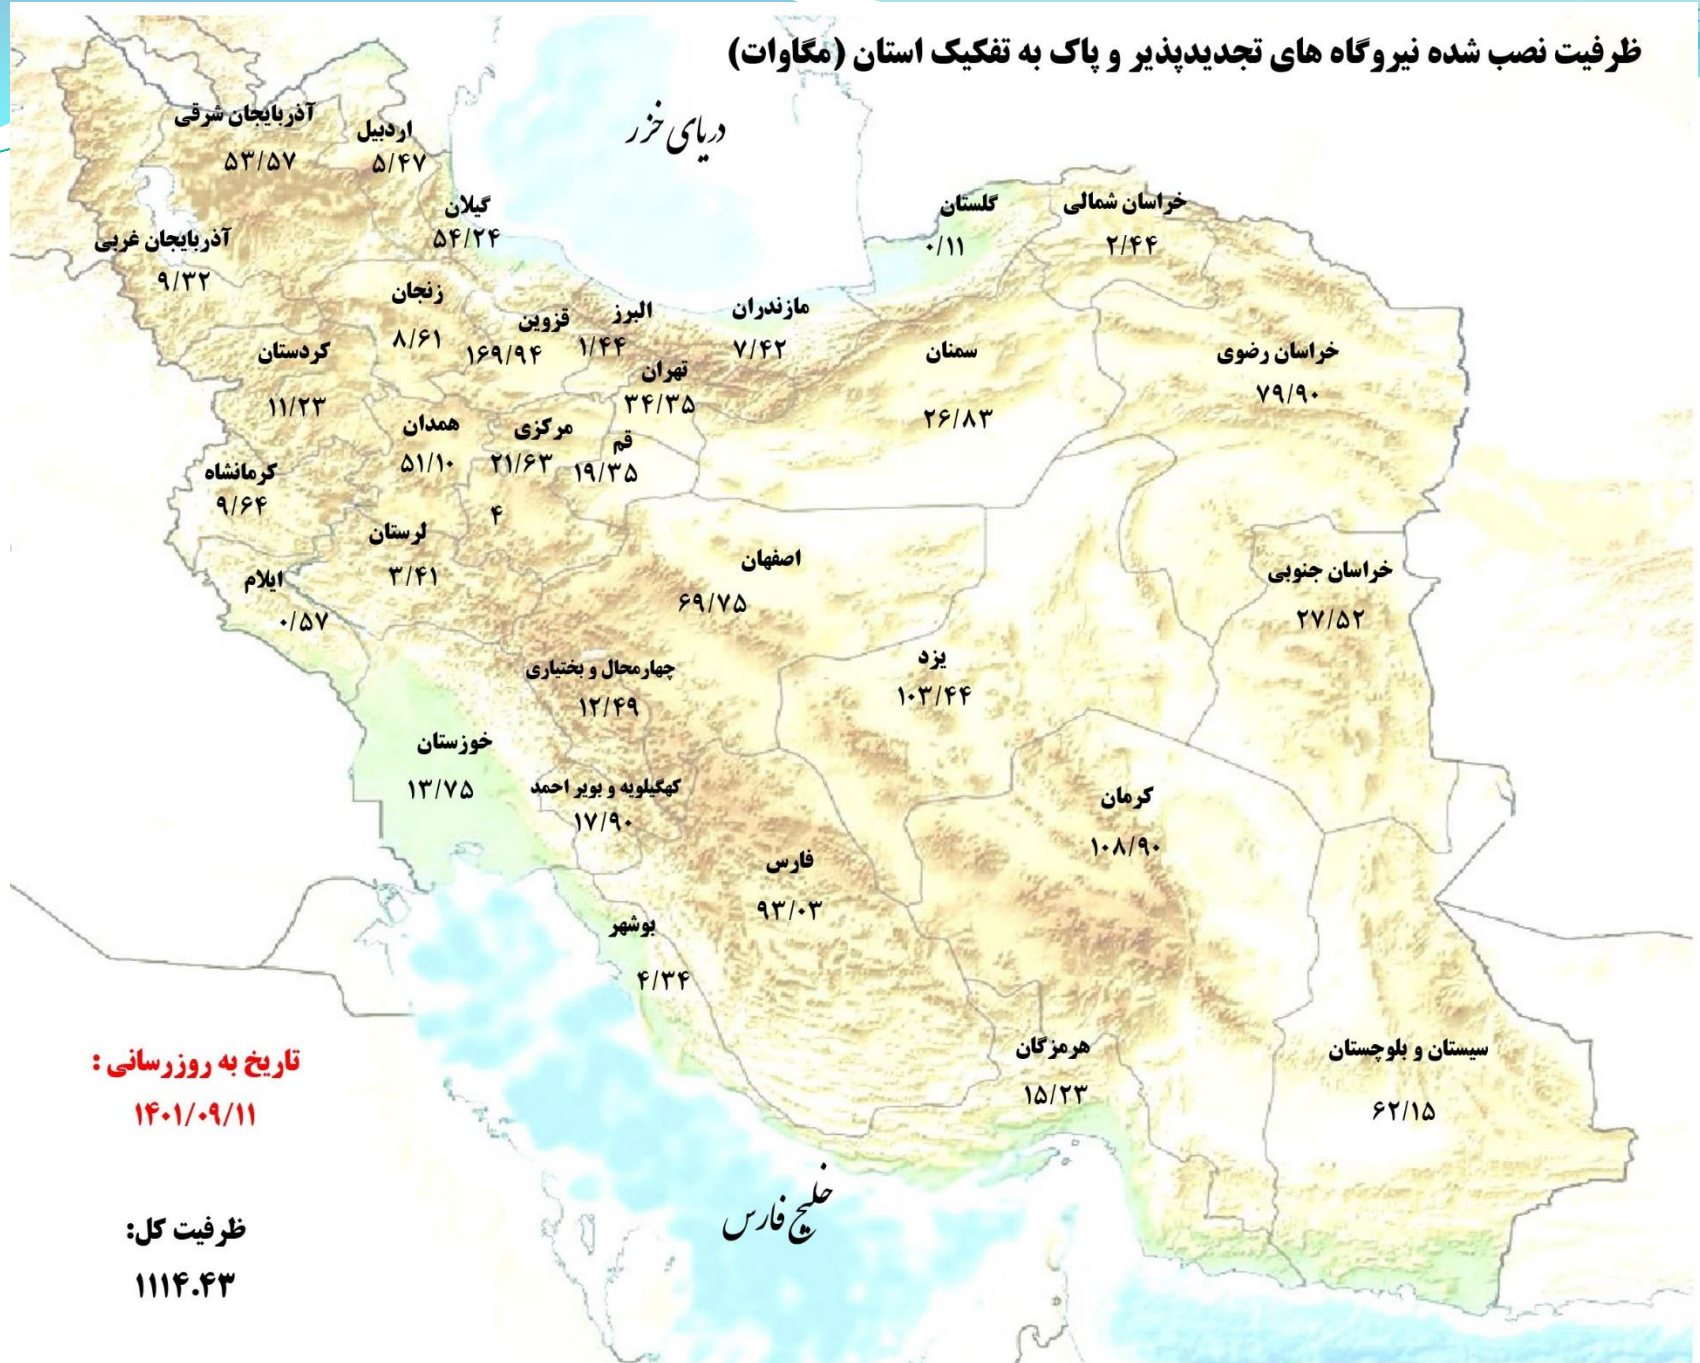 ظرفیت نصب شده نیروگاه های تجدیدپذیر و پاک به تفکیک استان (مگاوات)
دریای خزر
آذربایجان شرقی
۵۳/۵۷
اردبیل
۵/۴۷
گیلان
۵۴/۲۴
گلستان
۰/۱۱
خراسان شمالی
۲/۴۴
آذربایجان غربی
۹/۳۲
زنجان
۸/۶۱
قزوین
۱۶۹/۹۴
البرز
۱/۴۴
مازندران
۷/۴۲
تهران
۳۴/۳۵
سمنان
۲۶/۸۳
خراسان رضوی
۷۹/۹۰
کردستان
۱۱/۲۳
همدان
۵۱/۱۰
مرکزی
۲۱/۶۳
قم
۱۹/۳۵
کرمانشاه
۹/۶۴
۴
لرستان
۳/۴۱
ایلام
۰/۵۷
اصفهان
۶۹/۷۵
خراسان جنوبی
۲۷/۵۲
یزد
۱۰۳/۴۴
چهارمحال و بختیاری
۱۲/۴۹
خوزستان
۱۳/۷۵
کهگیلویه و بویر احمد
۱۷/۹۰
کرمان
۱۰۸/۹۰
فارس
۹۳/۰۳
بوشهر
۴/۳۴
هرمزگان
۱۵/۲۳
سیستان و بلوچستان
۶۲/۱۵
تاریخ به روزرسانی :
۱۴۰۱/۰۹/۱۱
خلیج فارس
ظرفیت کل:
۱۱۱۴.۴۳